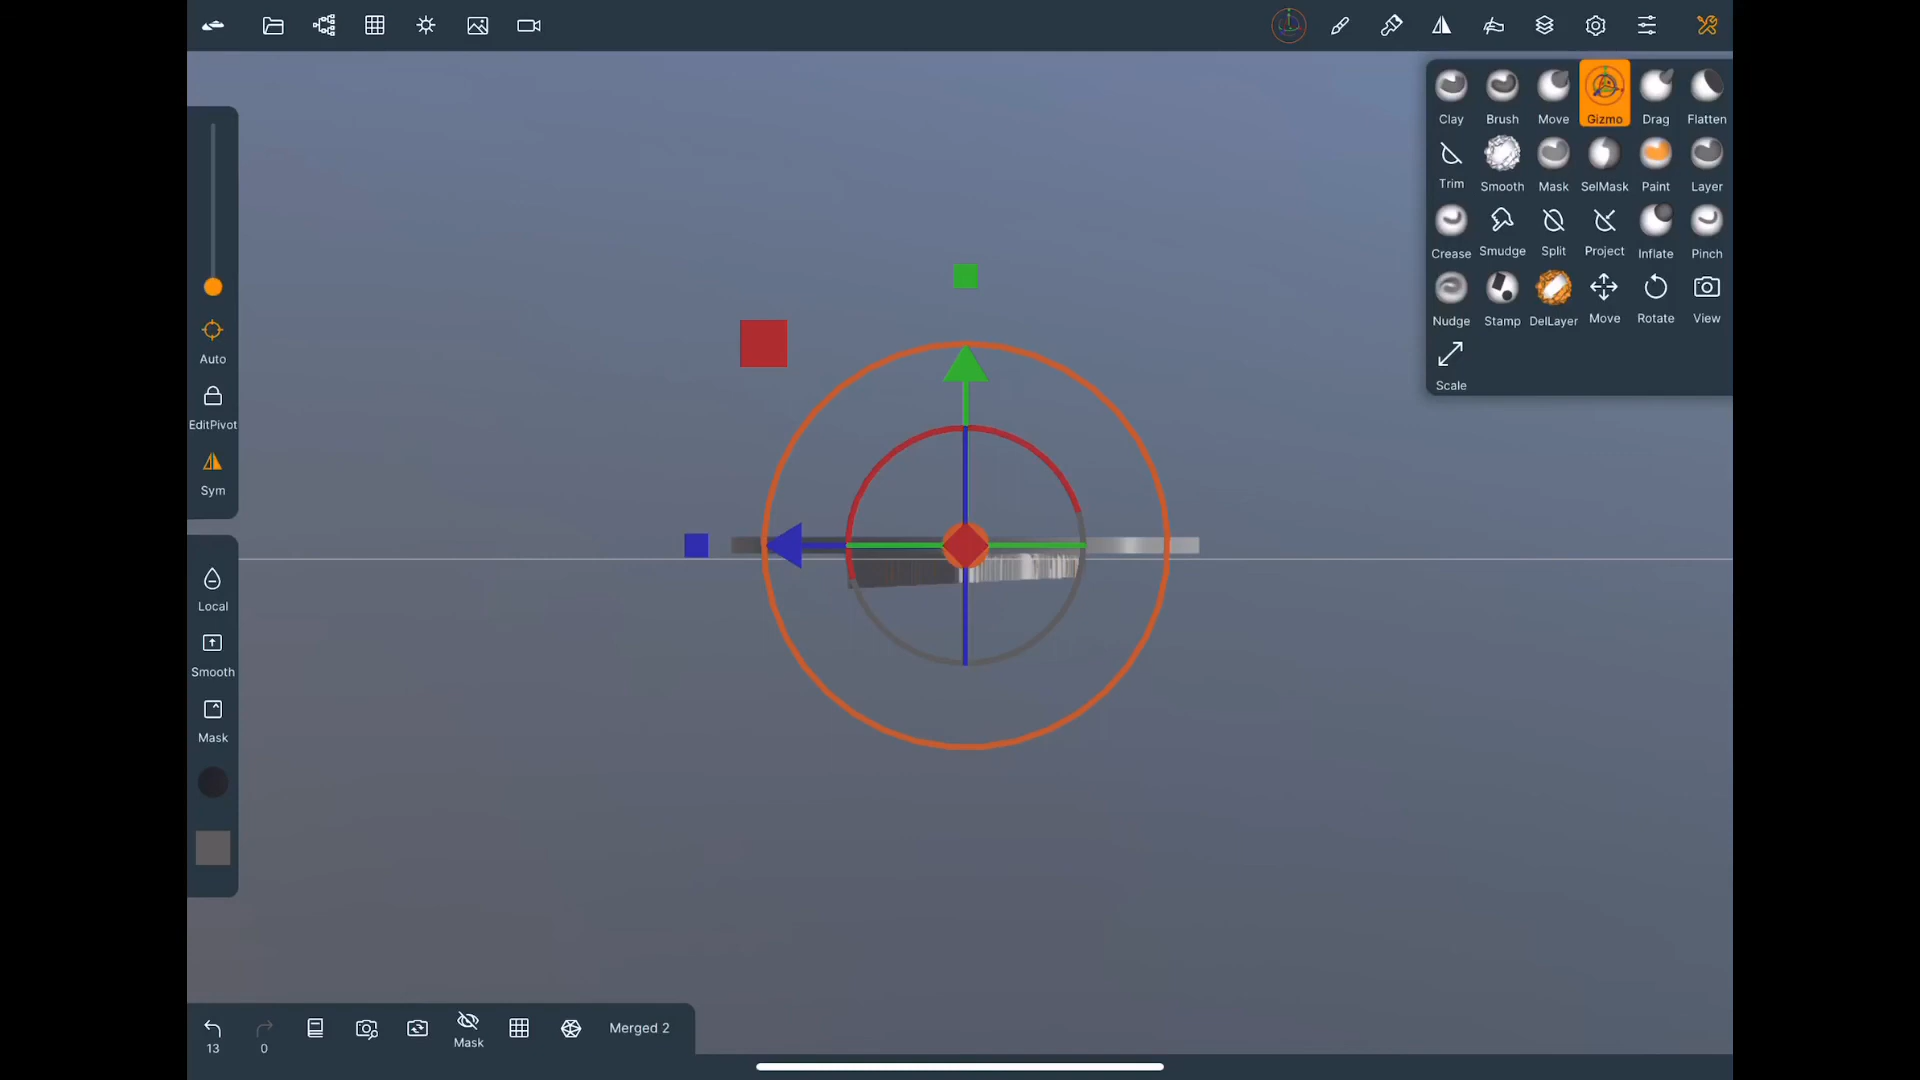 Clay Brush Move Gizmo Drag Flatten
Trim Smooth Mask SelMask Paint Layer
Crease Smudge Split Project Inflate Pinch
Nudge Stamp DelLayer Move Rotate View
Scale
Auto
EditPivot
Sym
Local
Smooth
Mask
13 0 Mask Merged 2